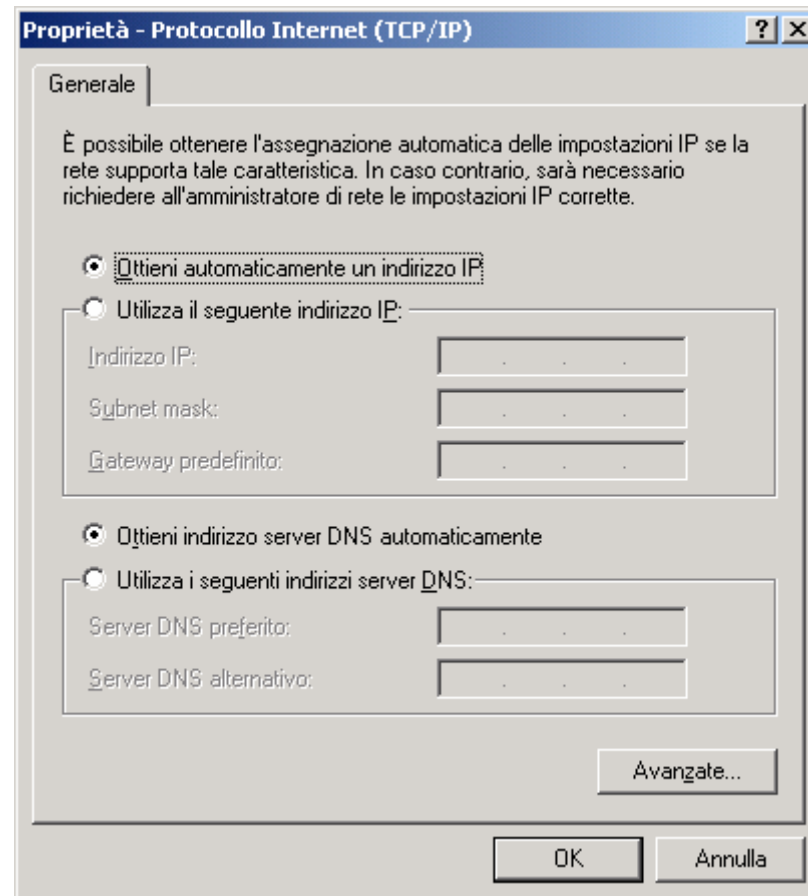 Proprietà - Protocollo Internet (TCP/IP)
Generale
È possibile ottenere l'assegnazione automatica delle impostazioni IP se la
rete supporta tale caratteristica. In caso contrario, sarà necessario
richiedere all'amministratore di rete le impostazioni IP corrette.
Ottieni automaticamente un indirizzo IP
Utilizza il seguente indirizzo IP:
Indirizzo IP:
Subnet mask:
Gateway predefinito:
Ottieni indirizzo server DNS automaticamente
Utilizza i seguenti indirizzi server DNS:
Server DNS preferito:
Server DNS alternativo:
Avanzate...
OK Annulla